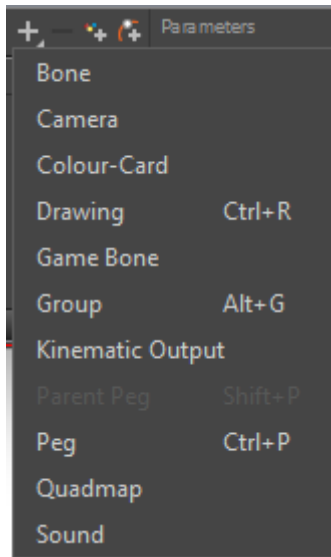 Parameters
Bone
Camera
Colour-Card
Drawing Ctrl+R
Game Bone
Group Alt+G
Kinematic Output
Parent Peg Shift+P
Peg Ctrl+P
Quadmap
Sound